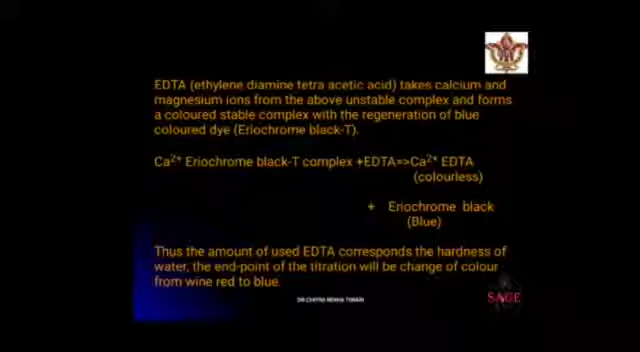 EDTA (ethylene diamine tetra acetic acid) takes calcium and
magnesium ions from the above unstable complex and forms
a coloured stable complex with the regeneration of blue
coloured dye (Eriochrome black-T).
Ca²⁺ Eriochrome black-T complex +EDTA=>Ca²⁺ EDTA
(colourless)
+ Eriochrome black
(Blue)
Thus the amount of used EDTA corresponds the hardness of
water, the end-point of the titration will be change of colour
from wine red to blue.
SAGE